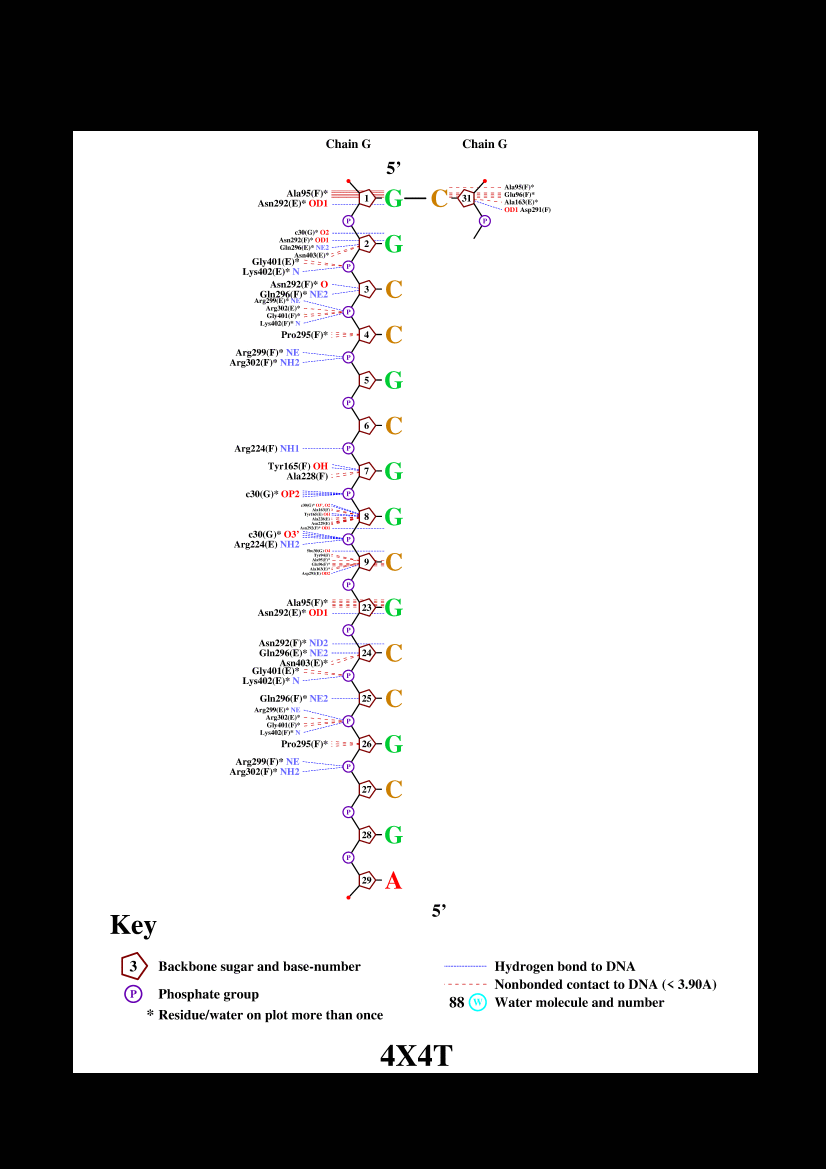 Chain G
Chain G
5’
Ala95(F)*
Asn292(E)* OD1
1
G
C
31
Ala95(F)*
Glu96(F)*
Ala163(E)*
OD1 Asp291(F)
P
P
c30(G)* O2
Asn292(F)* OD1
Gln296(E)* NE2
Asn403(E)*
2
G
Gly401(E)*
Lys402(E)* N
P
Asn292(F)* O
Gln296(F)* NE2
3
C
Arg299(E)* NE
Arg302(E)*
Gly401(F)*
Lys402(F)* N
P
Pro295(F)*
4
C
Arg299(F)* NE
Arg302(F)* NH2
P
5
G
P
6
C
Arg224(F) NH1
P
Tyr165(F) OH
Ala228(F)
7
G
c30(G)* OP2
P
8
G
c30(G)* O3'
Arg224(E) NH2
P
9
C
P
Ala95(F)*
Asn292(E)* OD1
23
G
P
Asn292(F)* ND2
Gln296(E)* NE2
Asn403(E)*
24
C
Gly401(E)*
Lys402(E)* N
P
Gln296(F)* NE2
25
C
Arg299(E)* NE
Arg302(E)*
Gly401(F)*
Lys402(F)* N
P
Pro295(F)*
26
G
Arg299(F)* NE
Arg302(F)* NH2
P
27
C
P
28
G
P
29
A
5’
Key
3 Backbone sugar and base-number
P Phosphate group
* Residue/water on plot more than once
Hydrogen bond to DNA
Nonbonded contact to DNA (< 3.90A)
88 W Water molecule and number
4X4T